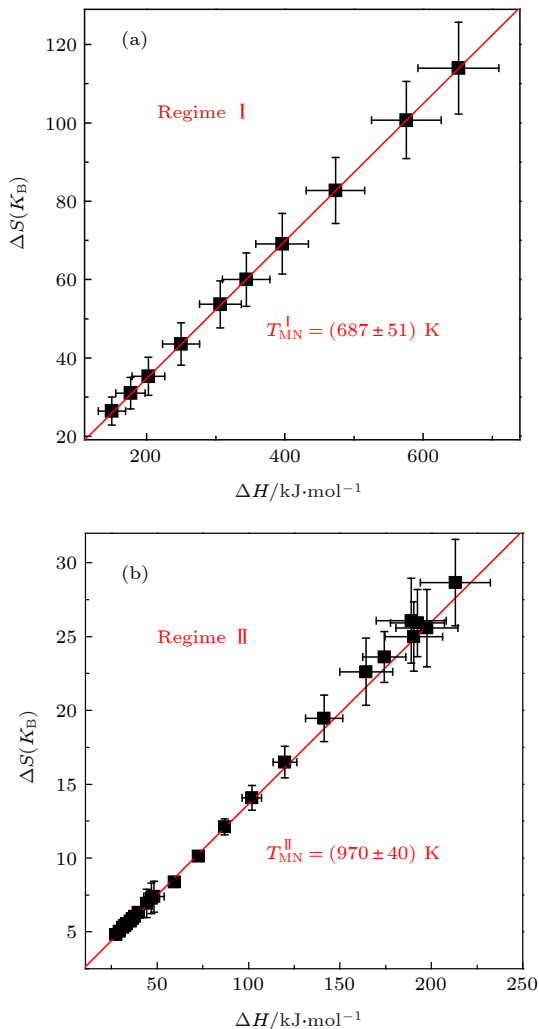 120
(a)
Regime Ⅰ
100
ΔS(K_B)
80
60
T_MN^Ⅰ = (687 ± 51) K
40
20
200 400 600
ΔH/kJ·mol⁻¹
30
(b)
25
Regime Ⅱ
20
ΔS(K_B)
15
T_MN^Ⅱ = (970 ± 40) K
10
5
50 100 150 200 250
ΔH/kJ·mol⁻¹